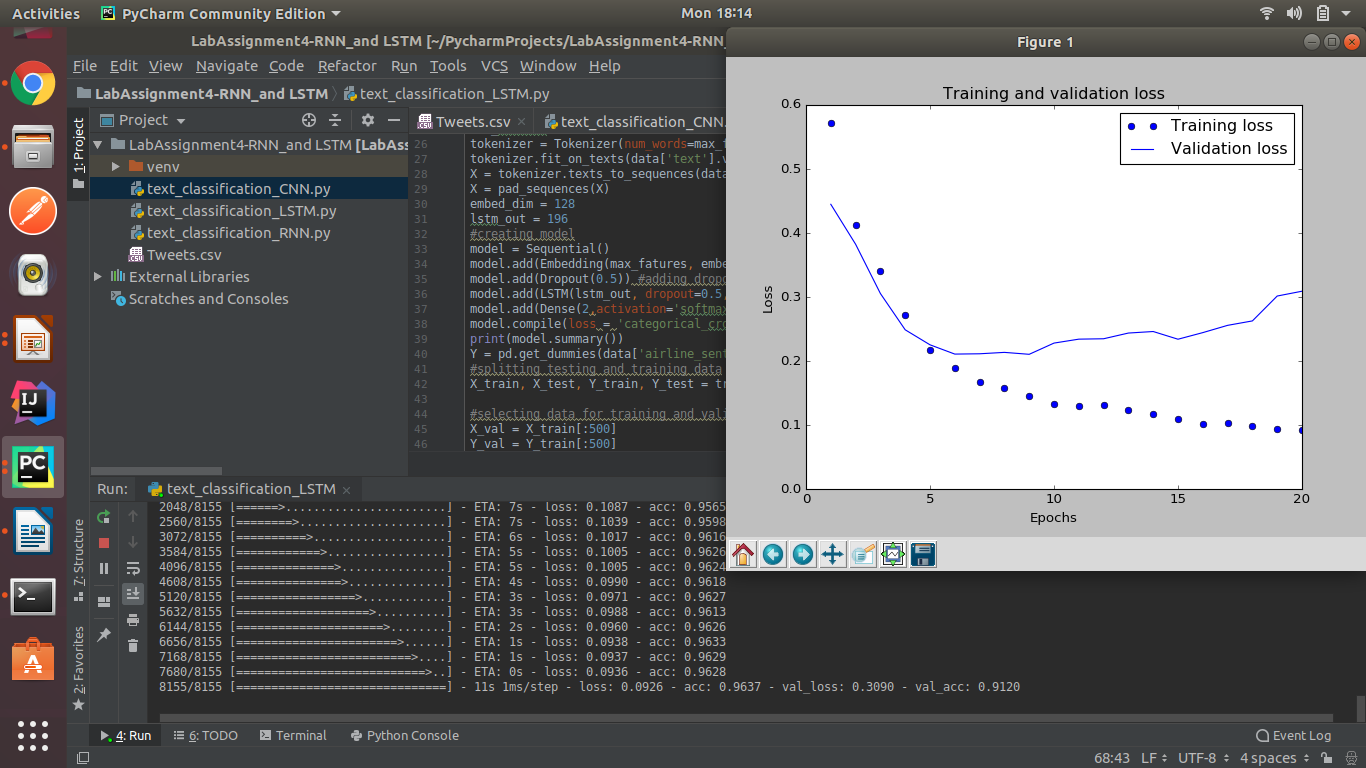 Activities
PyCharm Community Edition
Mon 18:14
LabAssignment4-RNN_and LSTM [~/PycharmProjects/LabAssignment4-RNN_
File Edit View Navigate Code Refactor Run Tools VCS Window Help
LabAssignment4-RNN_and LSTM text_classification_LSTM.py
1: Project
Project
LabAssignment4-RNN_and LSTM [LabAss
venv
text_classification_CNN.py
text_classification_LSTM.py
text_classification_RNN.py
Tweets.csv
External Libraries
Scratches and Consoles
Tweets.csv text_classification_CNN.
26 tokenizer = Tokenizer(num_words=max_f
27 tokenizer.fit_on_texts(data['text'].v
28 X = tokenizer.texts_to_sequences(data
29 X = pad_sequences(X)
30 embed_dim = 128
31 lstm_out = 196
32 #creating model
33 model = Sequential()
34 model.add(Embedding(max_fatures, embe
35 model.add(Dropout(0.5)) #adding dropo
36 model.add(LSTM(lstm_out, dropout=0.5,
37 model.add(Dense(2,activation='softmax
38 model.compile(loss = 'categorical_cro
39 print(model.summary())
40 Y = pd.get_dummies(data['airline_sent
41 #splitting testing and training data
42 X_train, X_test, Y_train, Y_test = tr
43
44 #selecting data for training and vali
45 X_val = X_train[:500]
46 Y_val = Y_train[:500]
Figure 1
Training and validation loss
Training loss
Validation loss
0.6
0.5
0.4
0.3
0.2
0.1
0.0
Loss
0 5 10 15 20
Epochs
Run: text_classification_LSTM
7: Structure
2: Favorites
2048/8155 [======>.......................] - ETA: 7s - loss: 0.1087 - acc: 0.9565
2560/8155 [========>.....................] - ETA: 7s - loss: 0.1039 - acc: 0.9598
3072/8155 [==========>...................] - ETA: 6s - loss: 0.1017 - acc: 0.9616
3584/8155 [============>.................] - ETA: 5s - loss: 0.1005 - acc: 0.9626
4096/8155 [==============>...............] - ETA: 5s - loss: 0.1005 - acc: 0.9624
4608/8155 [===============>..............] - ETA: 4s - loss: 0.0990 - acc: 0.9618
5120/8155 [=================>............] - ETA: 3s - loss: 0.0971 - acc: 0.9627
5632/8155 [===================>..........] - ETA: 3s - loss: 0.0988 - acc: 0.9613
6144/8155 [=====================>........] - ETA: 2s - loss: 0.0960 - acc: 0.9626
6656/8155 [=======================>......] - ETA: 1s - loss: 0.0938 - acc: 0.9633
7168/8155 [=========================>....] - ETA: 1s - loss: 0.0937 - acc: 0.9629
7680/8155 [===========================>..] - ETA: 0s - loss: 0.0936 - acc: 0.9628
8155/8155 [==============================] - 11s 1ms/step - loss: 0.0926 - acc: 0.9637 - val_loss: 0.3090 - val_acc: 0.9120
4: Run 6: TODO Terminal Python Console Event Log
68:43 LF UTF-8 4 spaces